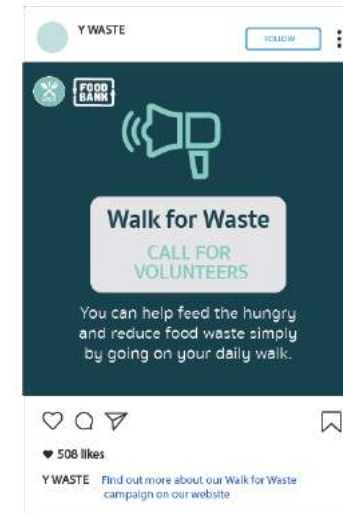 Y WASTE
FOLLOW
FOOD
BANK
Walk for Waste
CALL FOR
VOLUNTEERS
You can help feed the hungry
and reduce food waste simply
by going on your daily walk.
508 likes
Y WASTE Find out more about our Walk for Waste
campaign on our website